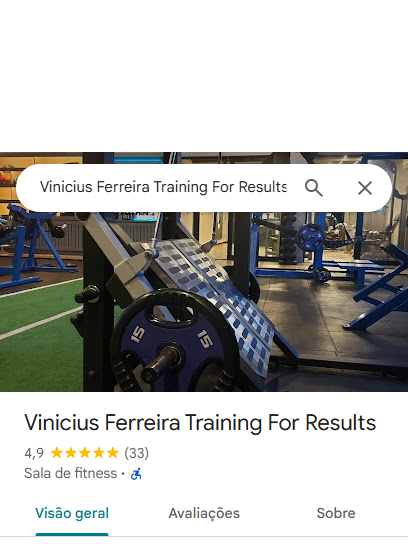 Vinicius Ferreira Training For Results
15 15
Vinicius Ferreira Training For Results
4,9 (33)
Sala de fitness ·
Visão geral Avaliações Sobre